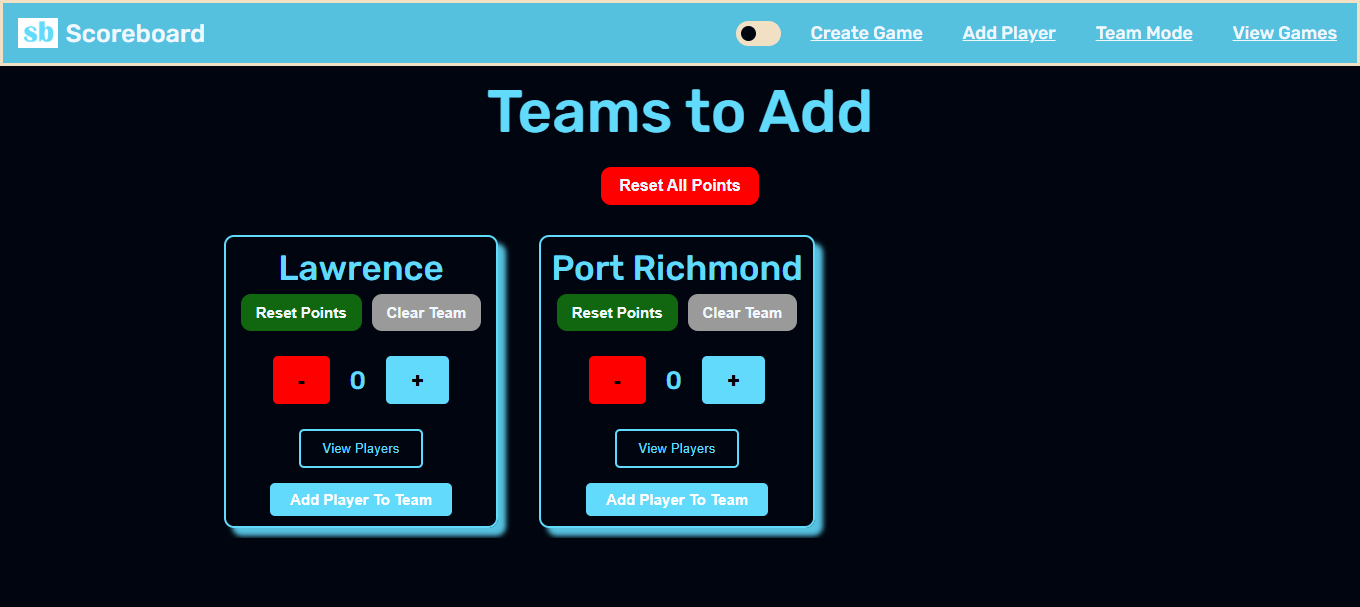 sb Scoreboard Create Game Add Player Team Mode View Games
Teams to Add
Reset All Points
Lawrence
Reset Points Clear Team
- 0 +
View Players
Add Player To Team
Port Richmond
Reset Points Clear Team
- 0 +
View Players
Add Player To Team